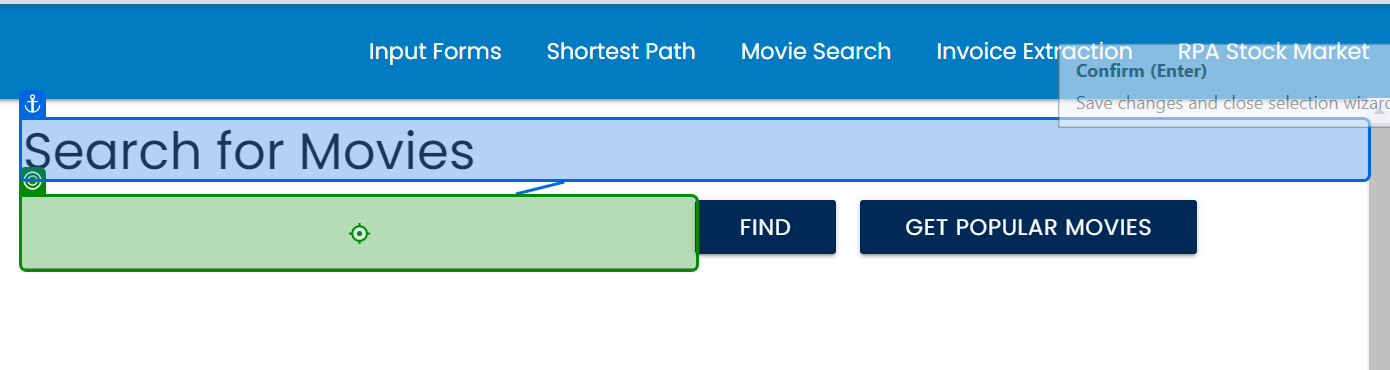 Input Forms Shortest Path Movie Search Invoice Extraction RPA Stock Market
Confirm (Enter)
Save changes and close selection wizard
Search for Movies
FIND GET POPULAR MOVIES